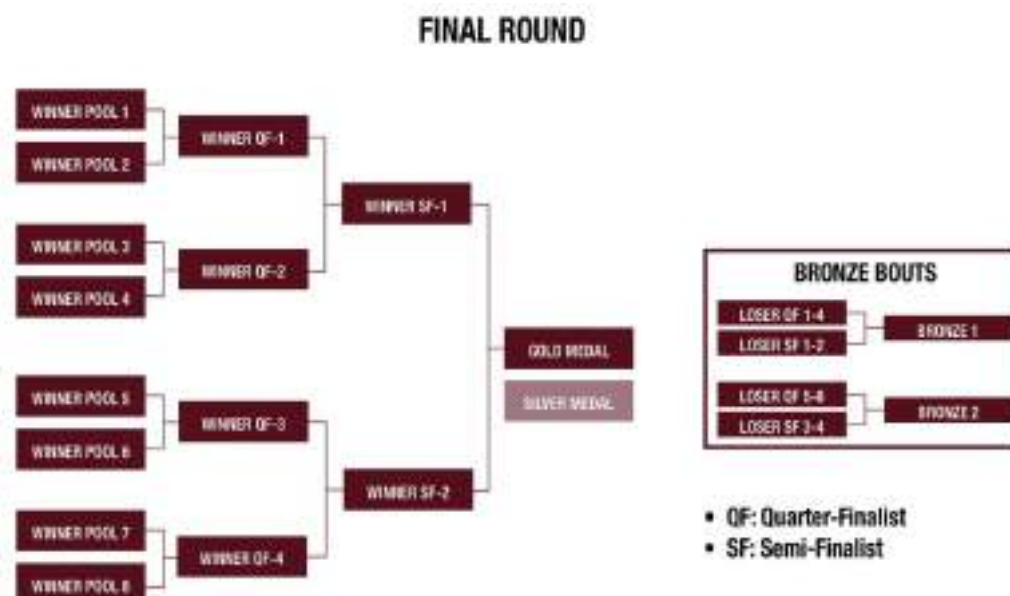 FINAL ROUND
WINNER POOL 1
WINNER POOL 2
WINNER POOL 3
WINNER POOL 4
WINNER POOL 5
WINNER POOL 6
WINNER POOL 7
WINNER POOL 8
WINNER QF-1
WINNER QF-2
WINNER QF-3
WINNER QF-4
WINNER SF-1
WINNER SF-2
GOLD MEDAL
SILVER MEDAL
BRONZE BOUTS
LOSER QF 1-4
LOSER SF 1-2
BRONZE 1
LOSER QF 5-8
LOSER SF 3-4
BRONZE 2
• QF: Quarter-Finalist
• SF: Semi-Finalist